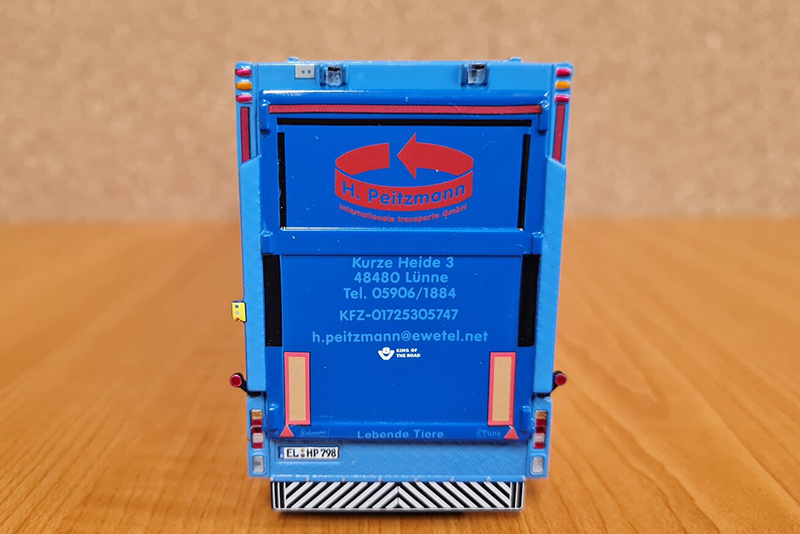 H. Peitzmann
internationale transporte GmbH
Kurze Heide 3
48480 Lünne
Tel. 05906/1884
KFZ-01725305747
h.peitzmann@ewetel.net
KING OF
THE ROAD
Lebende Tiere
EL HP 798